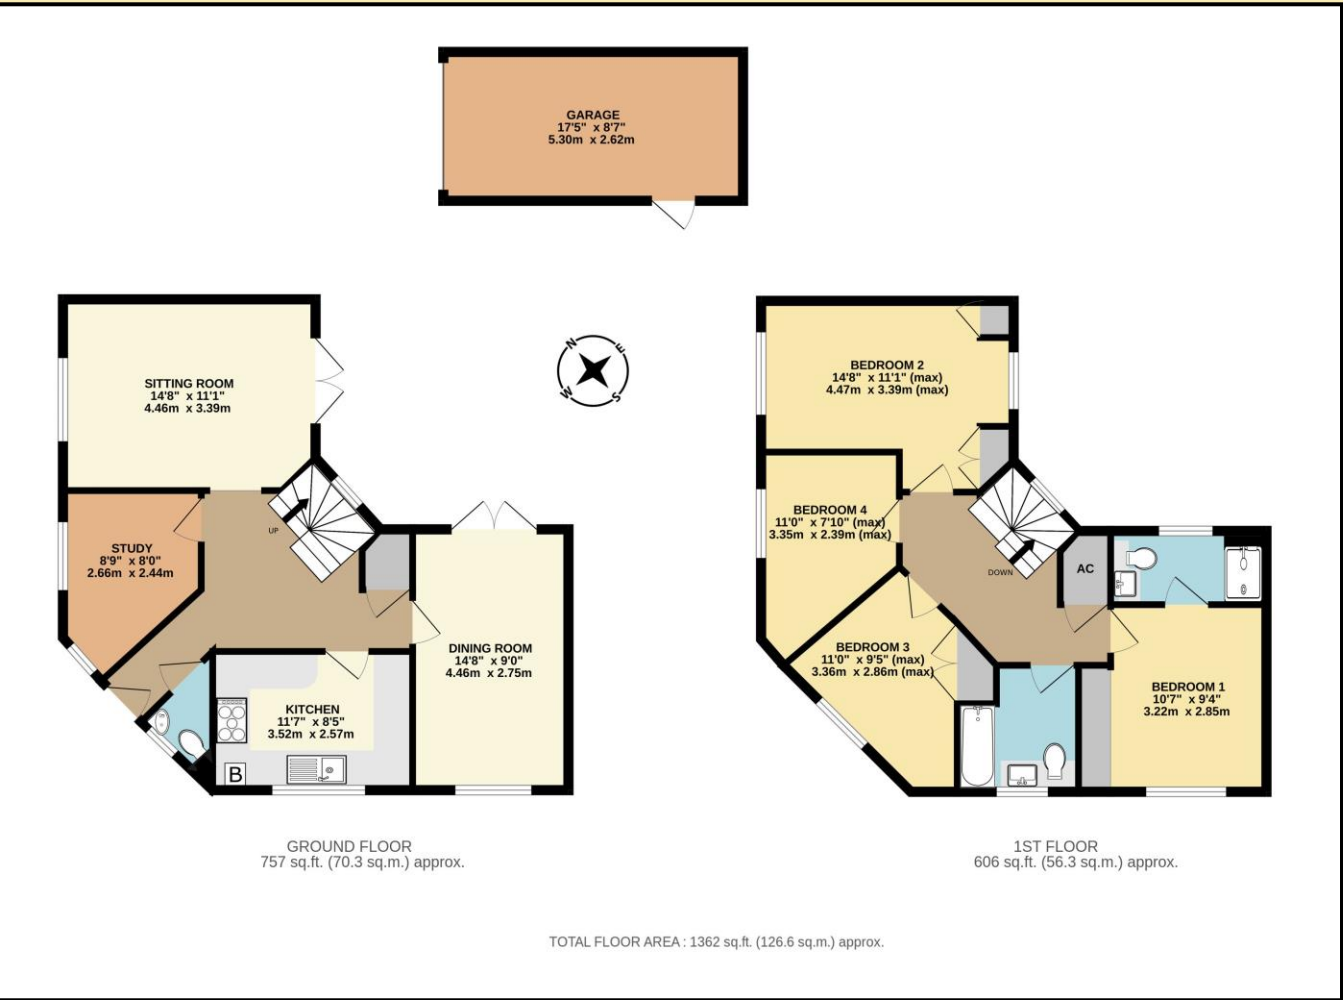 GARAGE
17'5" x 8'7"
5.30m x 2.62m
SITTING ROOM
14'8" x 11'1"
4.46m x 3.39m
N
E
W
S
UP
STUDY
8'9" x 8'0"
2.66m x 2.44m
DINING ROOM
14'8" x 9'0"
4.46m x 2.75m
KITCHEN
11'7" x 8'5"
3.52m x 2.57m
B
BEDROOM 2
14'8" x 11'1" (max)
4.47m x 3.39m (max)
BEDROOM 4
11'0" x 7'10" (max)
3.35m x 2.39m (max)
DOWN
AC
BEDROOM 3
11'0" x 9'5" (max)
3.36m x 2.86m (max)
BEDROOM 1
10'7" x 9'4"
3.22m x 2.85m
GROUND FLOOR
757 sq.ft. (70.3 sq.m.) approx.
1ST FLOOR
606 sq.ft. (56.3 sq.m.) approx.
TOTAL FLOOR AREA : 1362 sq.ft. (126.6 sq.m.) approx.